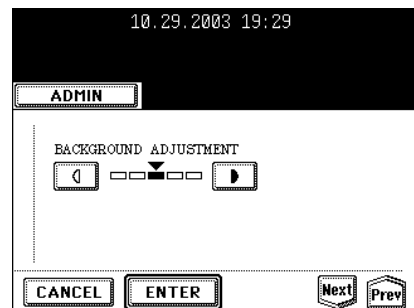 10.29.2003 19:29
ADMIN
BACKGROUND ADJUSTMENT
CANCEL ENTER Next Prev